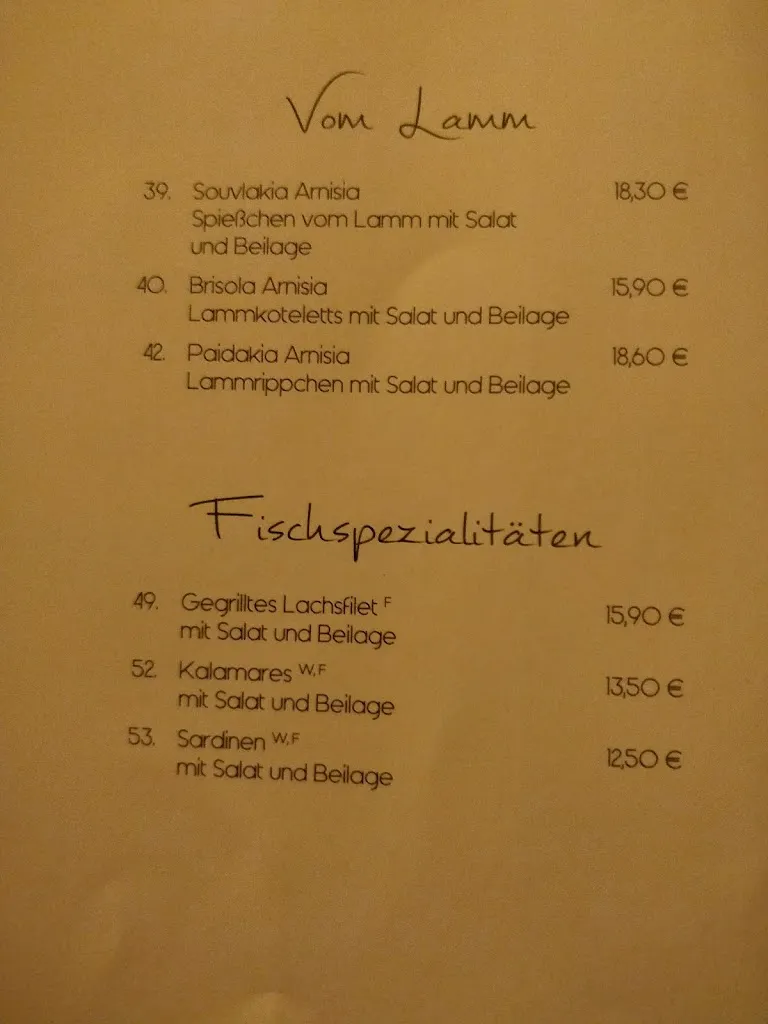 Vom Lamm
39. Souvlakia Arnisia 18,30 €
Spießchen vom Lamm mit Salat
und Beilage
40. Brisola Arnisia 15,90 €
Lammkoteletts mit Salat und Beilage
42. Paidakia Arnisia 18,60 €
Lammrippchen mit Salat und Beilage
Fischspezialitäten
49. Gegrilltes Lachsfilet F 15,90 €
mit Salat und Beilage
52. Kalamares W,F 13,50 €
mit Salat und Beilage
53. Sardinen W,F 12,50 €
mit Salat und Beilage